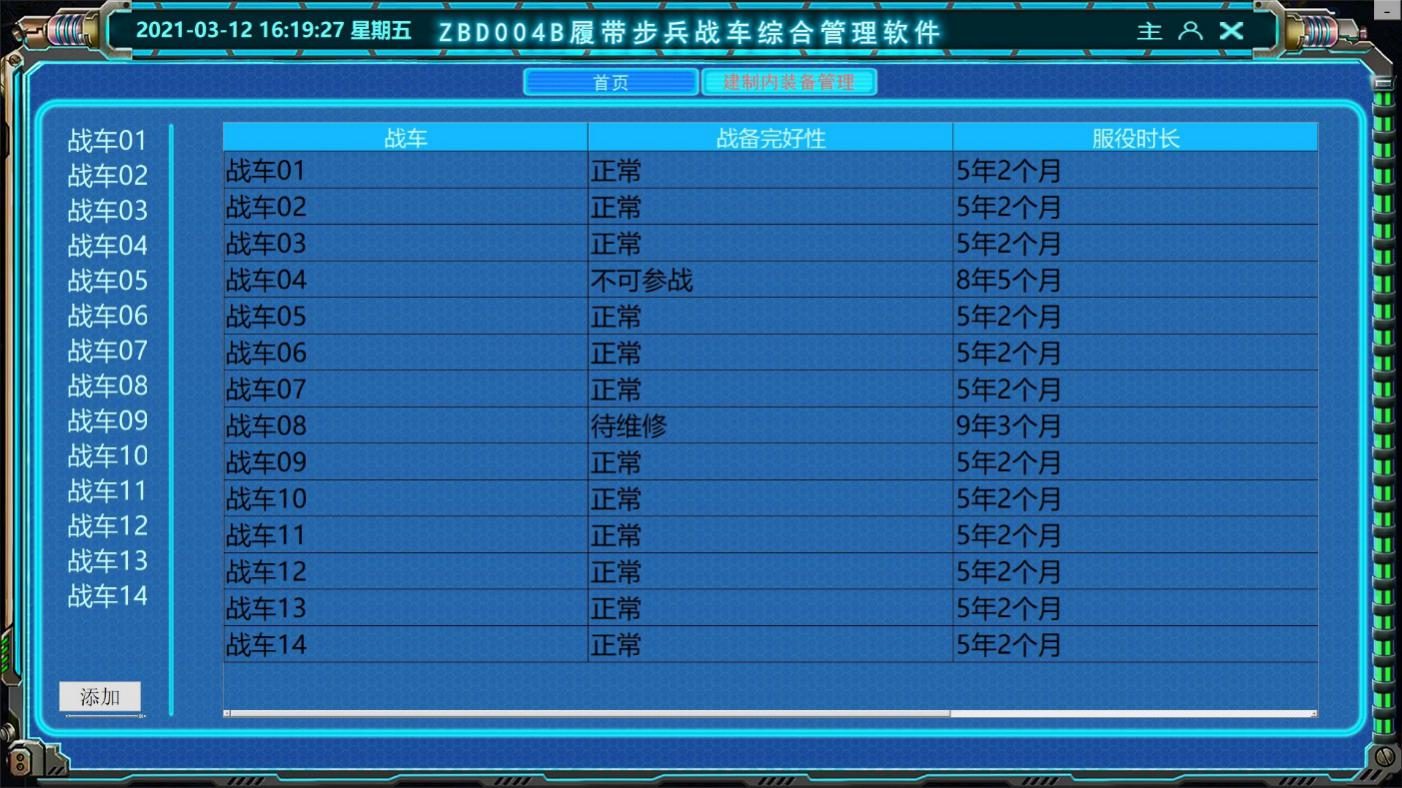 2021-03-12 16:19:27 星期五 ZBD004B履带步兵战车综合管理软件 主
首页 建制内装备管理
战车01
战车02
战车03
战车04
战车05
战车06
战车07
战车08
战车09
战车10
战车11
战车12
战车13
战车14
添加
战车 战备完好性 服役时长
战车01 正常 5年2个月
战车02 正常 5年2个月
战车03 正常 5年2个月
战车04 不可参战 8年5个月
战车05 正常 5年2个月
战车06 正常 5年2个月
战车07 正常 5年2个月
战车08 待维修 9年3个月
战车09 正常 5年2个月
战车10 正常 5年2个月
战车11 正常 5年2个月
战车12 正常 5年2个月
战车13 正常 5年2个月
战车14 正常 5年2个月